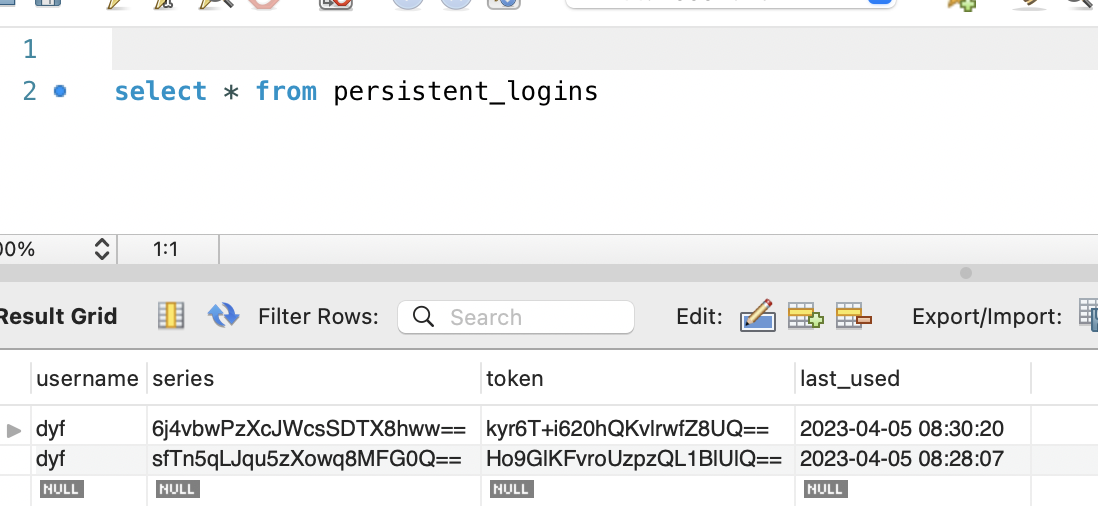 1
2 select * from persistent_logins
00% 1:1
Result Grid Filter Rows: Search Edit: Export/Import:
username series token last_used
dyf 6j4vbwPzXcJWcsSDTX8hww== kyr6T+i620hQKvlrwfZ8UQ== 2023-04-05 08:30:20
dyf sfTn5qLJqu5zXowq8MFG0Q== Ho9GlKFvroUzpzQL1BlUlQ== 2023-04-05 08:28:07
NULL NULL NULL NULL